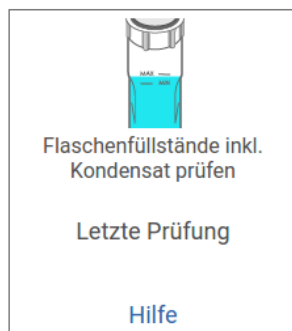 MAX
MIN
Flaschenfüllstände inkl.
Kondensat prüfen
Letzte Prüfung
Hilfe